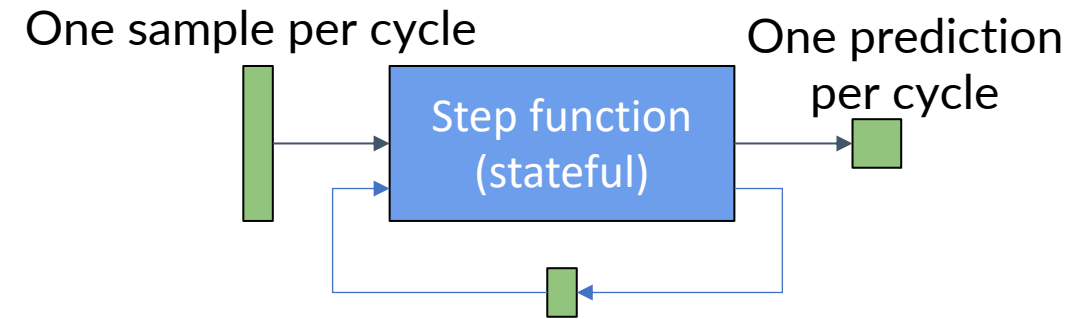 One sample per cycle
One prediction
per cycle
Step function
(stateful)